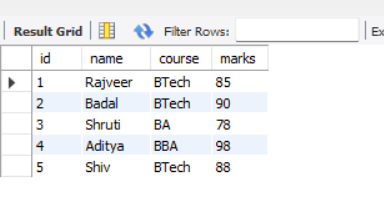 Result Grid Filter Rows: Ex
id name course marks
1 Rajveer BTech 85
2 Badal BTech 90
3 Shruti BA 78
4 Aditya BBA 98
5 Shiv BTech 88